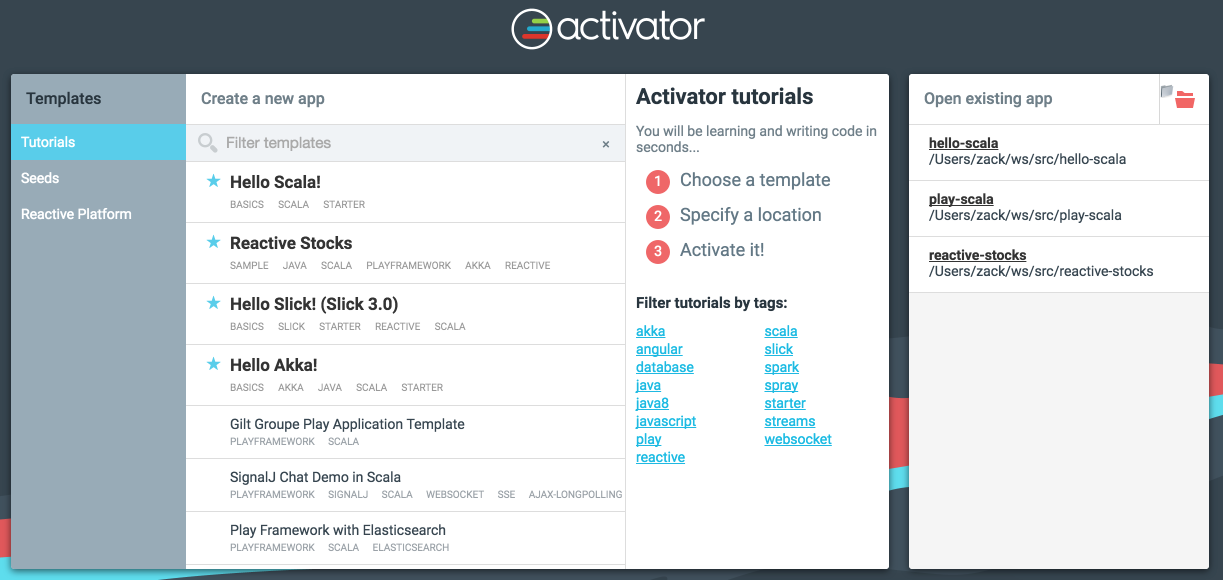 activator
Templates
Tutorials
Seeds
Reactive Platform
Create a new app
Filter templates ×
Hello Scala!
BASICS SCALA STARTER
Reactive Stocks
SAMPLE JAVA SCALA PLAYFRAMEWORK AKKA REACTIVE
Hello Slick! (Slick 3.0)
BASICS SLICK STARTER REACTIVE SCALA
Hello Akka!
BASICS AKKA JAVA SCALA STARTER
Gilt Groupe Play Application Template
PLAYFRAMEWORK SCALA
SignalJ Chat Demo in Scala
PLAYFRAMEWORK SIGNALJ SCALA WEBSOCKET SSE AJAX-LONGPOLLING
Play Framework with Elasticsearch
PLAYFRAMEWORK SCALA ELASTICSEARCH
Activator tutorials
You will be learning and writing code in
seconds...
1 Choose a template
2 Specify a location
3 Activate it!
Filter tutorials by tags:
akka
angular
database
java
java8
javascript
play
reactive
scala
slick
spark
spray
starter
streams
websocket
Open existing app
hello-scala
/Users/zack/ws/src/hello-scala
play-scala
/Users/zack/ws/src/play-scala
reactive-stocks
/Users/zack/ws/src/reactive-stocks